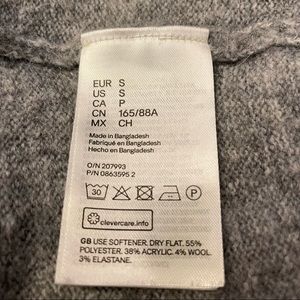 EUR S
US S
CA P
CN 165/88A
MX CH
Made in Bangladesh
Fabriqué en Bangladesh
Hecho en Bangladesh
O/N 207993
P/N 0863595 2
30 P
clevercare.info
GB USE SOFTENER. DRY FLAT. 55%
POLYESTER. 38% ACRYLIC. 4% WOOL.
3% ELASTANE.